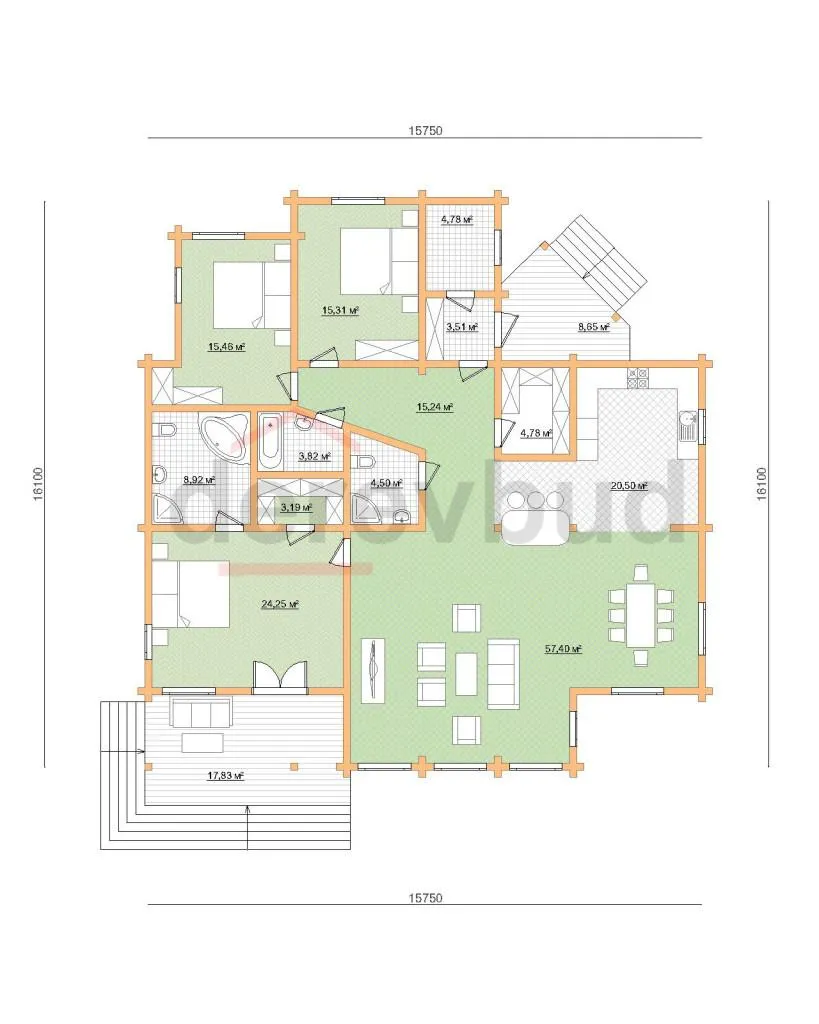 15750
4,78 м²
15,31 м²
3,51 м²
8,65 м²
15,46 м²
15,24 м²
4,78 м²
3,82 м²
8,92 м²
4,50 м²
20,50 м²
16100
16100
derevbud
3,19 м²
24,25 м²
57,40 м²
17,83 м²
15750